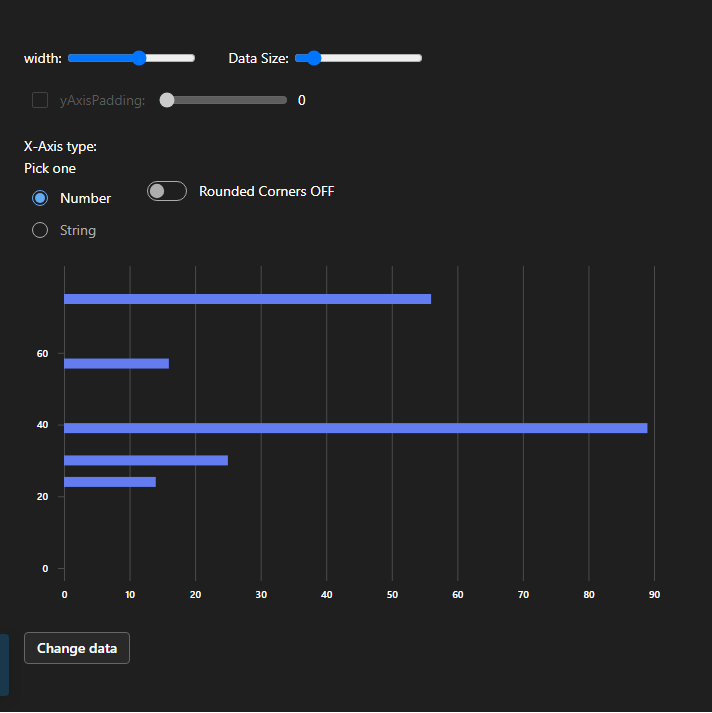 width: Data Size:
yAxisPadding: 0
X-Axis type:
Pick one
Number
Rounded Corners OFF
String
60
40
20
0
0 10 20 30 40 50 60 70 80 90
Change data